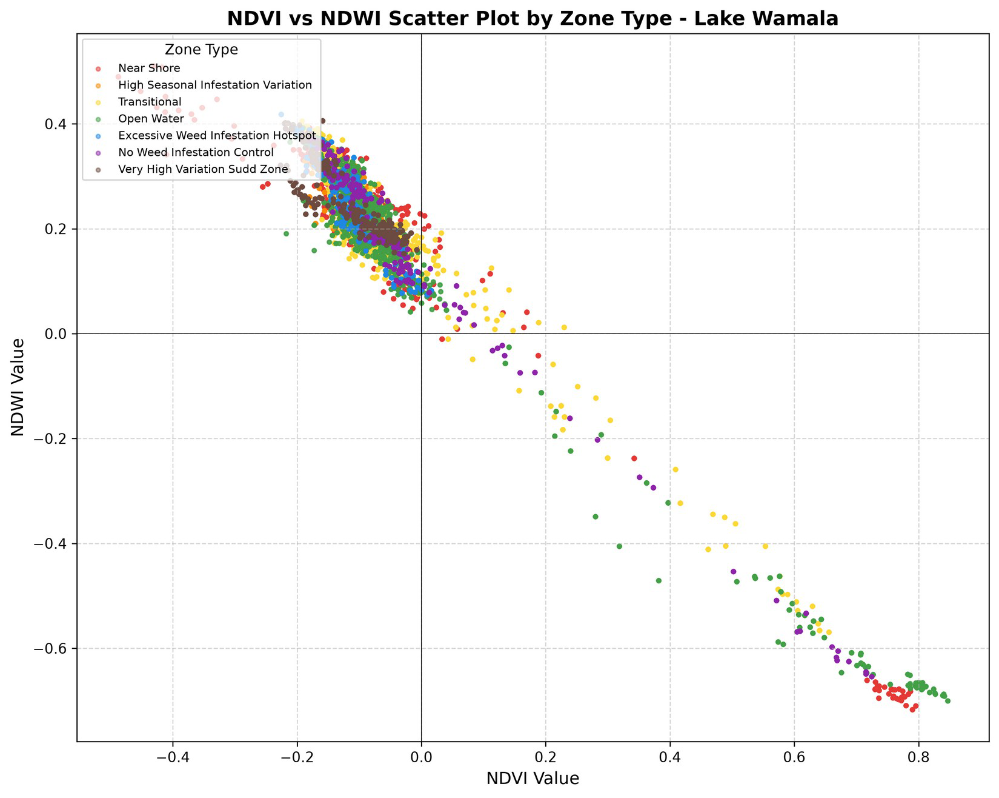 NDVI vs NDWI Scatter Plot by Zone Type - Lake Wamala
Zone Type
Near Shore
High Seasonal Infestation Variation
Transitional
Open Water
Excessive Weed Infestation Hotspot
No Weed Infestation Control
Very High Variation Sudd Zone
0.4
0.2
0.0
−0.2
−0.4
−0.6
NDWI Value
−0.4 −0.2 0.0 0.2 0.4 0.6 0.8
NDVI Value